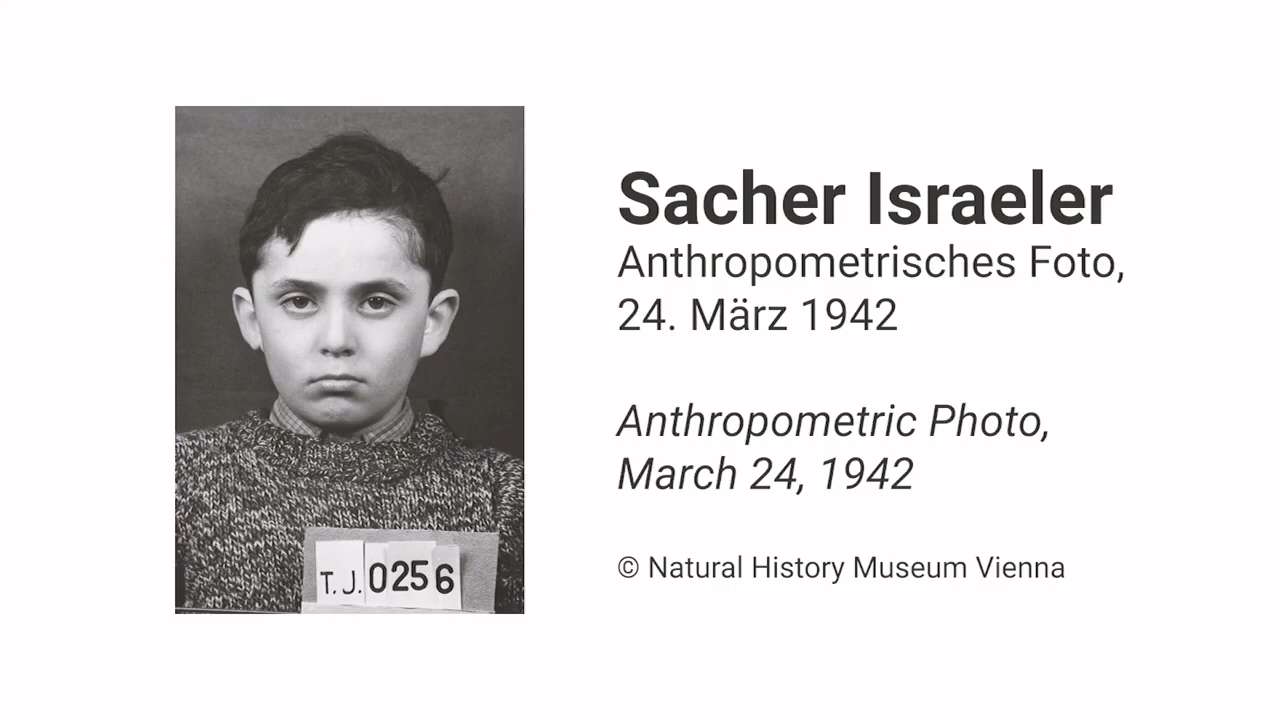 Sacher Israeler
Anthropometrisches Foto,
24. März 1942
Anthropometric Photo,
March 24, 1942
© Natural History Museum Vienna
T.J. 0256